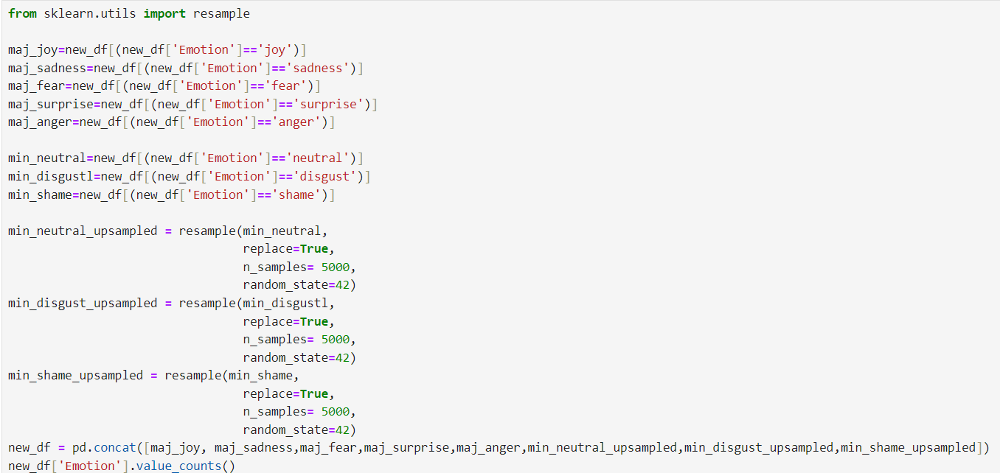 from sklearn.utils import resample

maj_joy=new_df[(new_df['Emotion']=='joy')]
maj_sadness=new_df[(new_df['Emotion']=='sadness')]
maj_fear=new_df[(new_df['Emotion']=='fear')]
maj_surprise=new_df[(new_df['Emotion']=='surprise')]
maj_anger=new_df[(new_df['Emotion']=='anger')]

min_neutral=new_df[(new_df['Emotion']=='neutral')]
min_disgustl=new_df[(new_df['Emotion']=='disgust')]
min_shame=new_df[(new_df['Emotion']=='shame')]

min_neutral_upsampled = resample(min_neutral,
                                 replace=True,
                                 n_samples= 5000,
                                 random_state=42)
min_disgust_upsampled = resample(min_disgustl,
                                 replace=True,
                                 n_samples= 5000,
                                 random_state=42)
min_shame_upsampled = resample(min_shame,
                                 replace=True,
                                 n_samples= 5000,
                                 random_state=42)
new_df = pd.concat([maj_joy, maj_sadness,maj_fear,maj_surprise,maj_anger,min_neutral_upsampled,min_disgust_upsampled,min_shame_upsampled])
new_df['Emotion'].value_counts()